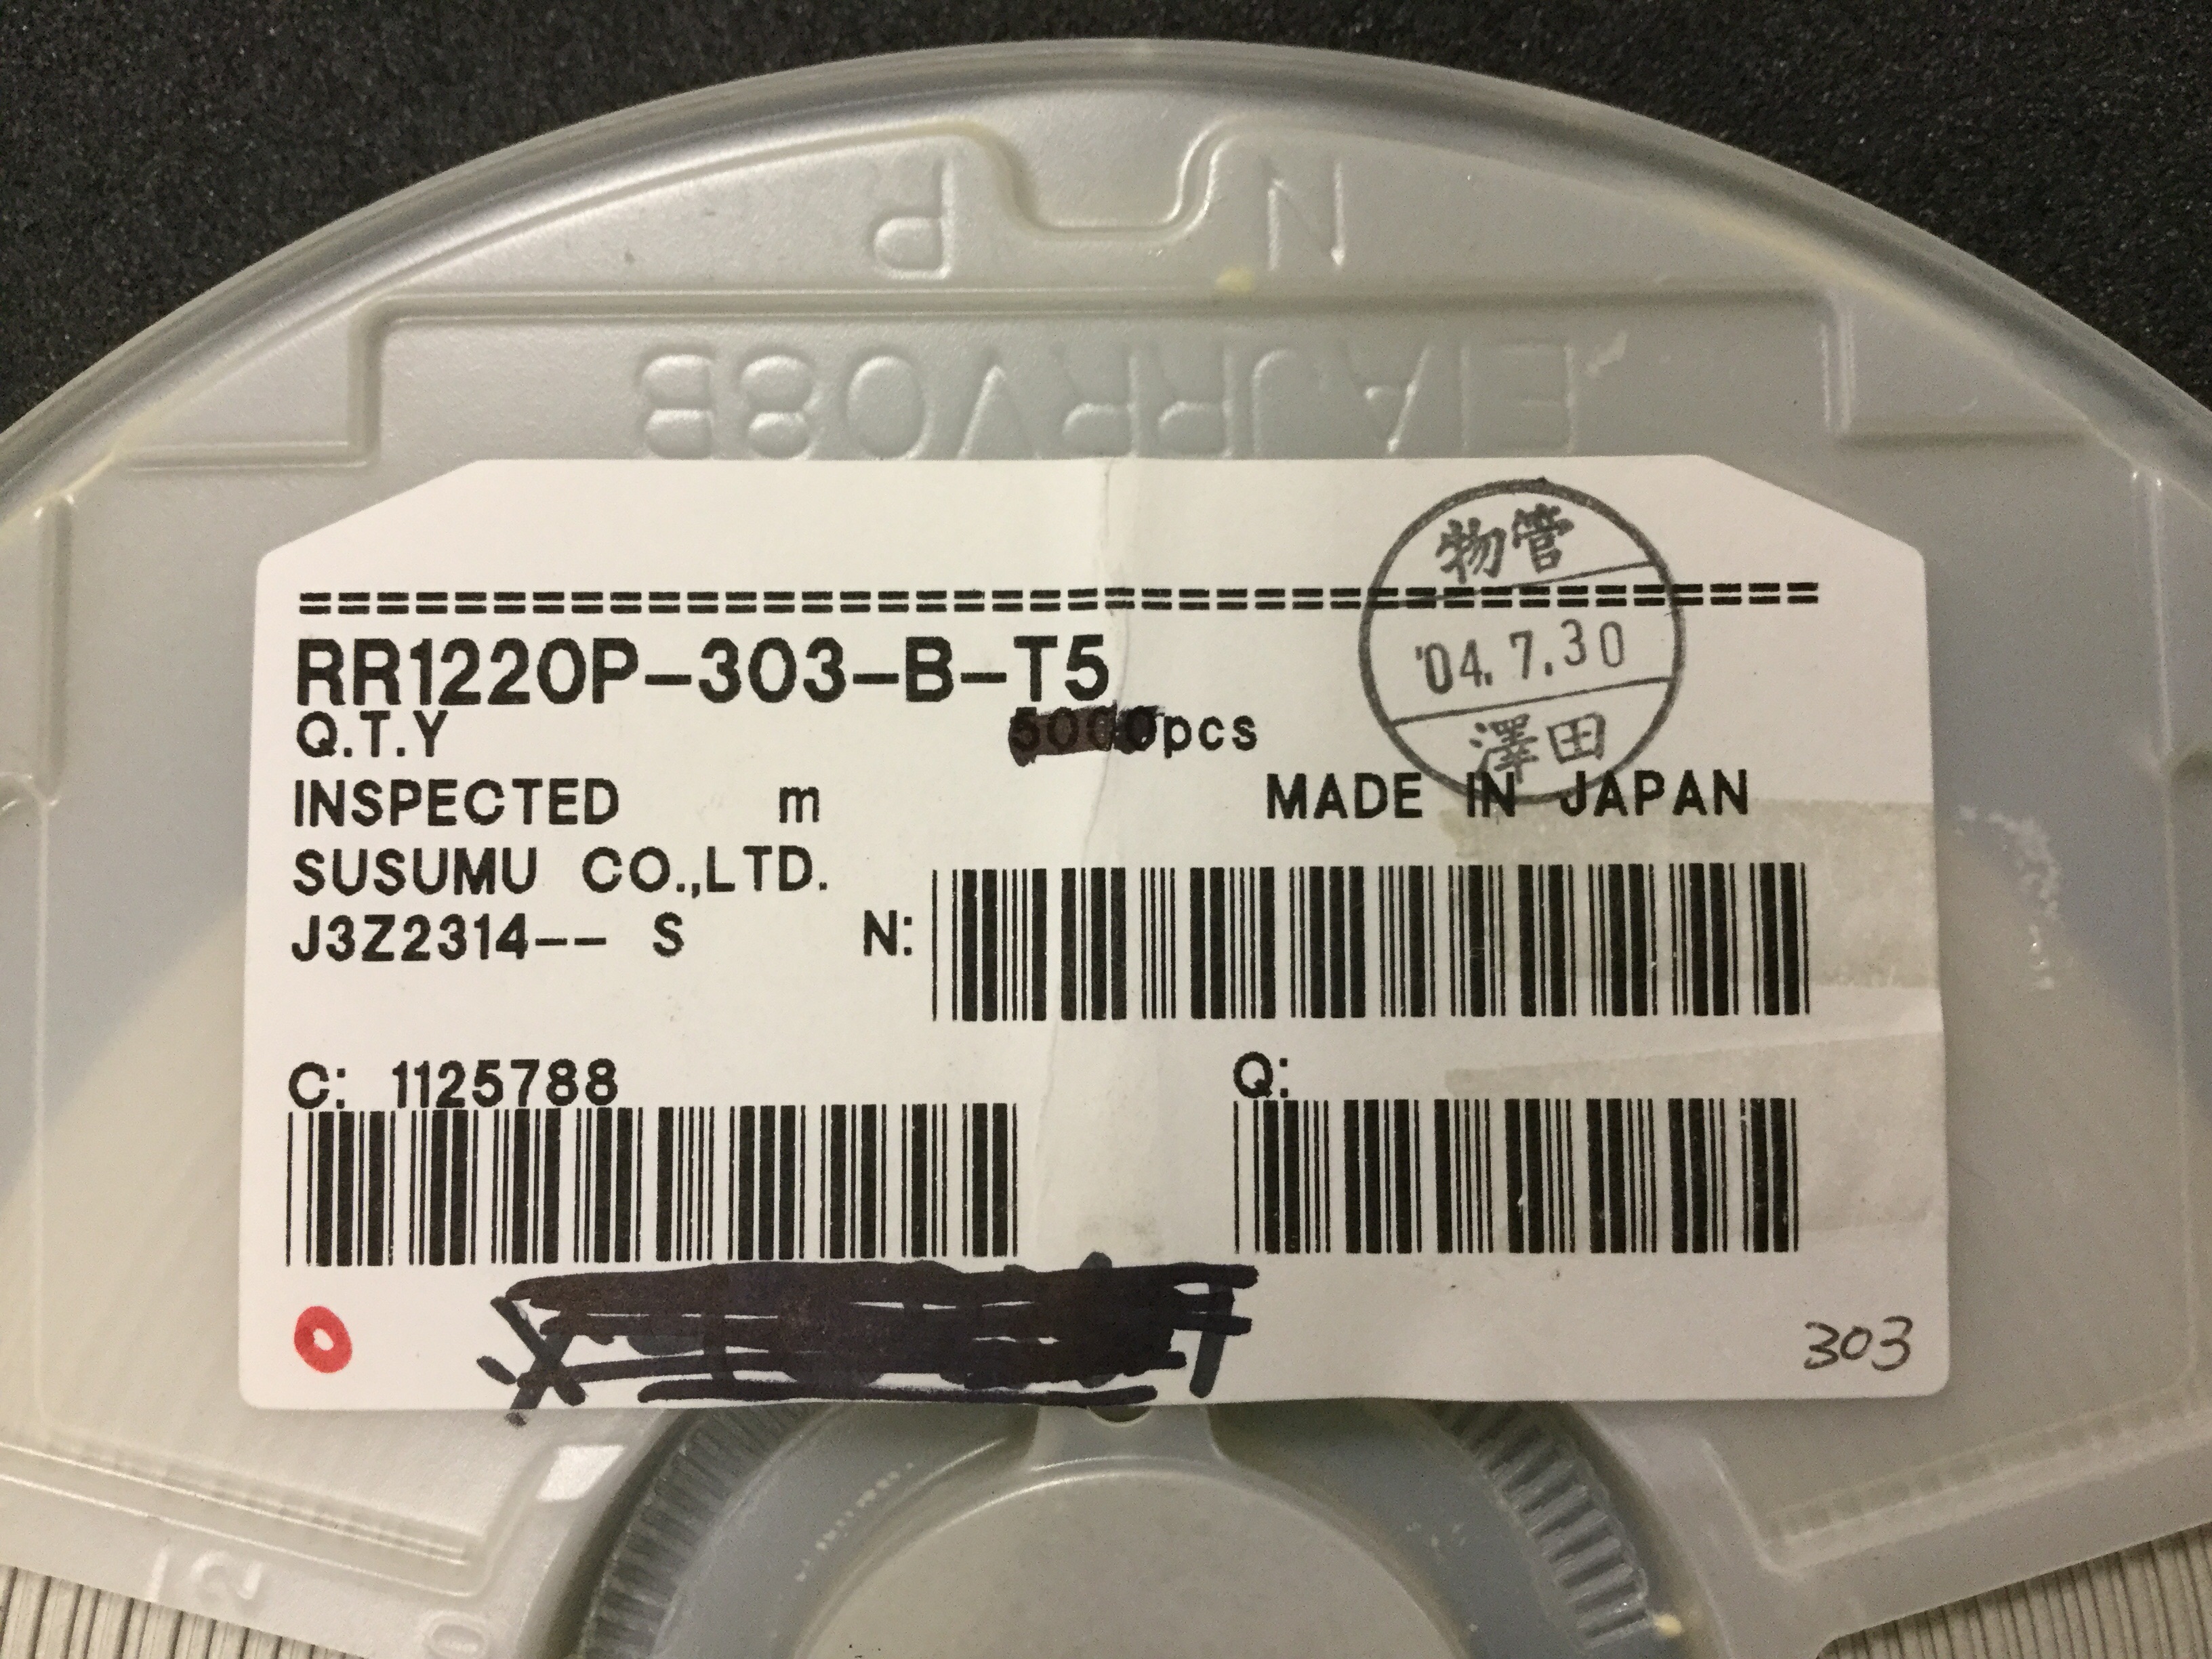 N P
EIAJRRV08B
物管
============================================
RR1220P-303-B-T5
'04.7.30
Q.T.Y 5000pcs
澤田
INSPECTED m MADE IN JAPAN
SUSUMU CO.,LTD.
J3Z2314-- S N:
C: 1125788 Q:
303